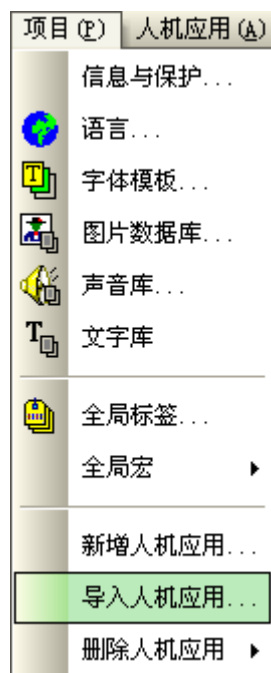 项目(P) 人机应用(A)
信息与保护...
语言...
字体模板...
图片数据库...
声音库...
文字库
全局标签...
全局宏
新增人机应用...
导入人机应用...
删除人机应用